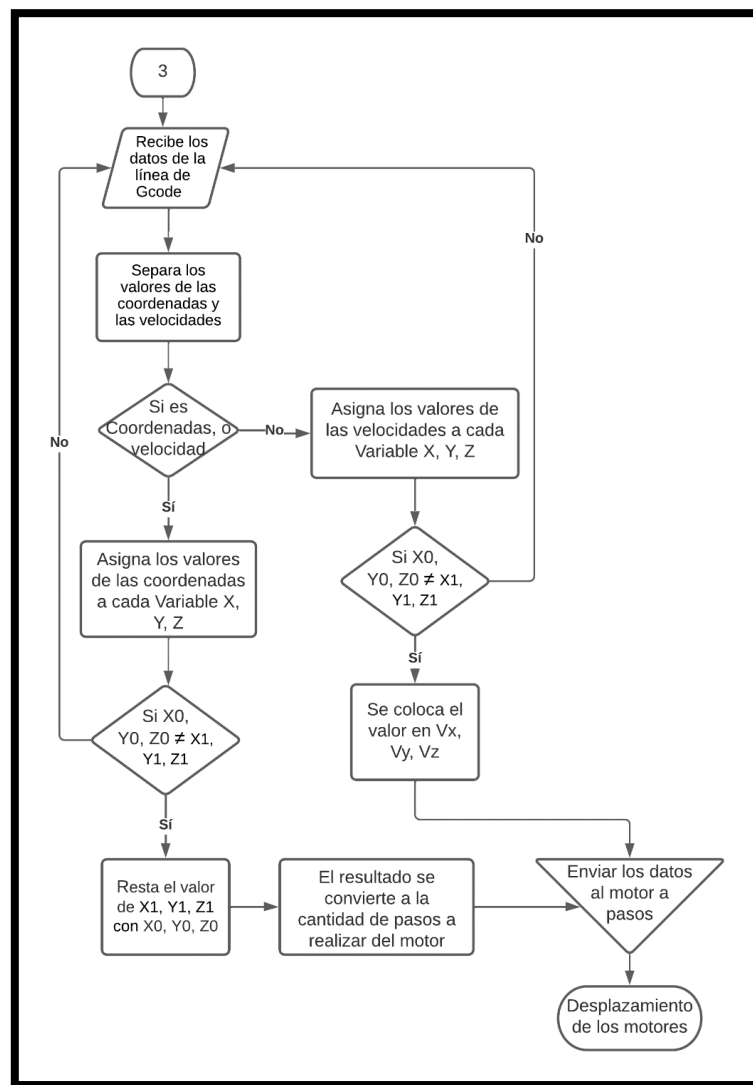 3
Recibe los
datos de la
línea de
Gcode
No
Separa los
valores de las
coordenadas y
las velocidades
Si es
Coordenadas, o
velocidad
No
Asigna los valores de
las velocidades a cada
Variable X, Y, Z
No
Sí
Asigna los valores
de las coordenadas
a cada Variable X,
Y, Z
Si X0,
Y0, Z0 ≠ X1,
Y1, Z1
Sí
Se coloca el
valor en Vx,
Vy, Vz
Si X0,
Y0, Z0 ≠ X1,
Y1, Z1
Sí
Resta el valor
de X1, Y1, Z1
con X0, Y0, Z0
El resultado se
convierte a la
cantidad de pasos a
realizar del motor
Enviar los datos
al motor a
pasos
Desplazamiento
de los motores